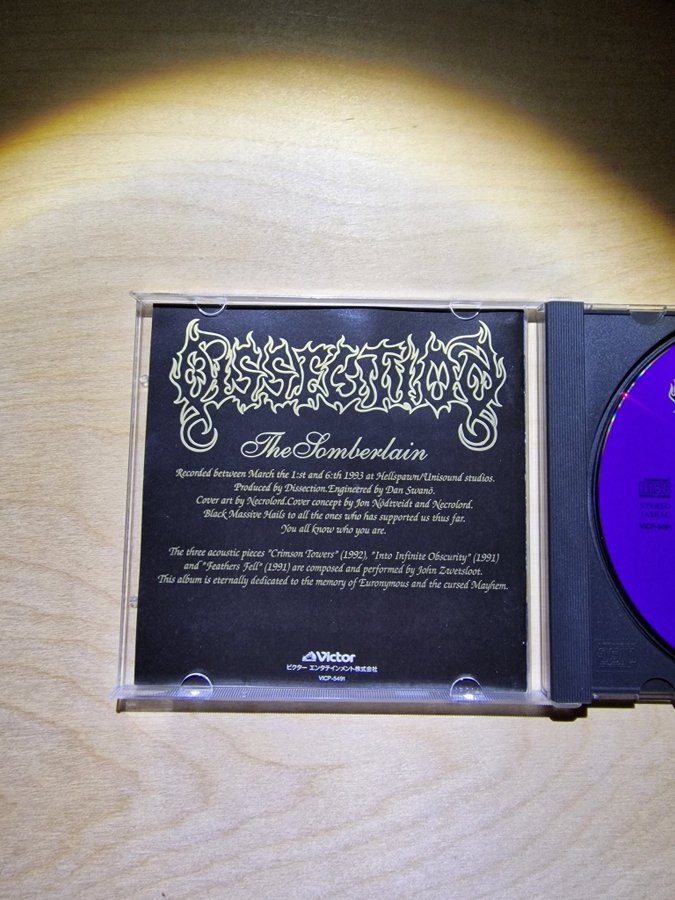 DISSECTION
The Somberlain
Recorded between March the 1:st and 6:th 1993 at Hellspawn/Unisound studios.
Produced by Dissection.Engineered by Dan Swanö.
Cover art by Necrolord.Cover concept by Jon Nödtveidt and Necrolord.
Black Massive Hails to all the ones who has supported us thus far.
You all know who you are.
The three acoustic pieces "Crimson Towers" (1992), "Into Infinite Obscurity" (1991)
and "Feathers Fell" (1991) are composed and performed by John Zwetsloot.
This album is eternally dedicated to the memory of Euronymous and the cursed Mayhem.
Victor
ビクター エンタテインメント株式会社
VICP-5491
STEREO
VICP-5491